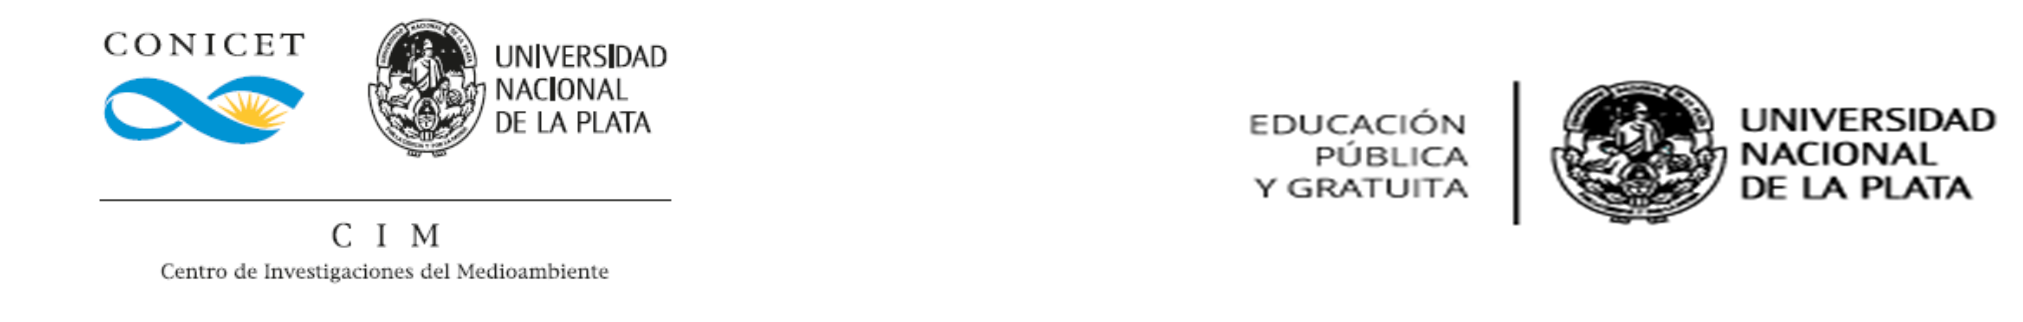 CONICET
UNIVERSIDAD
NACIONAL
DE LA PLATA
C I M
Centro de Investigaciones del Medioambiente
EDUCACIÓN
PÚBLICA
Y GRATUITA
UNIVERSIDAD
NACIONAL
DE LA PLATA